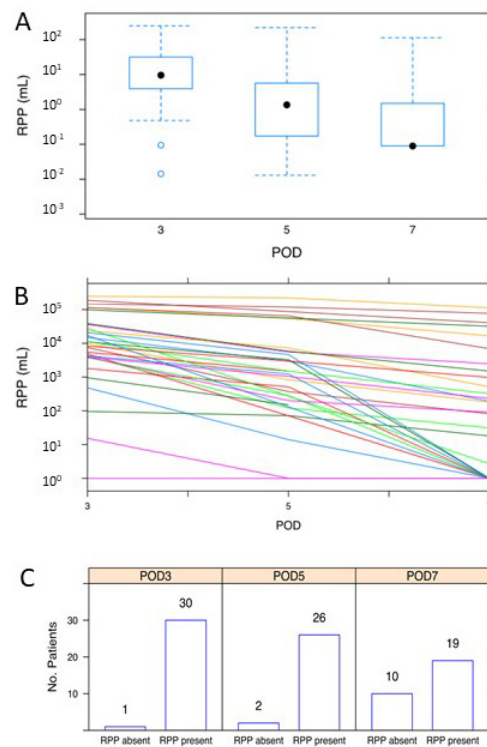 A
RPP (mL)
10²
10¹
10⁰
10⁻¹
10⁻²
10⁻³
3 5 7
POD
B
RPP (mL)
10⁵
10⁴
10³
10²
10¹
10⁰
3 5
POD
C
POD3 POD5 POD7
No. Patients
30
20
10
1 30 2 26 10 19
RPP absent RPP present RPP absent RPP present RPP absent RPP present